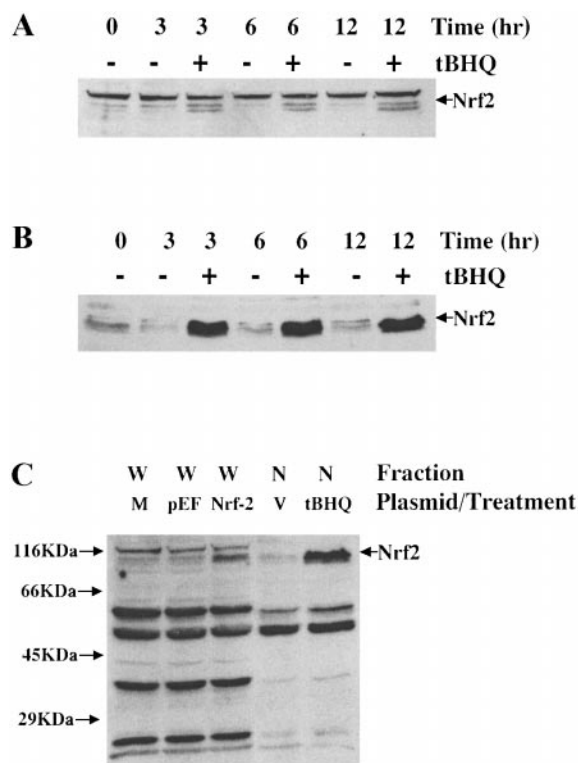 A
0 3 3 6 6 12 12 Time (hr)
- - + - + - + tBHQ
Nrf2
B
0 3 3 6 6 12 12 Time (hr)
- - + - + - + tBHQ
Nrf2
C
W W W N N Fraction
M pEF Nrf-2 V tBHQ Plasmid/Treatment
116KDa
Nrf2
66KDa
45KDa
29KDa